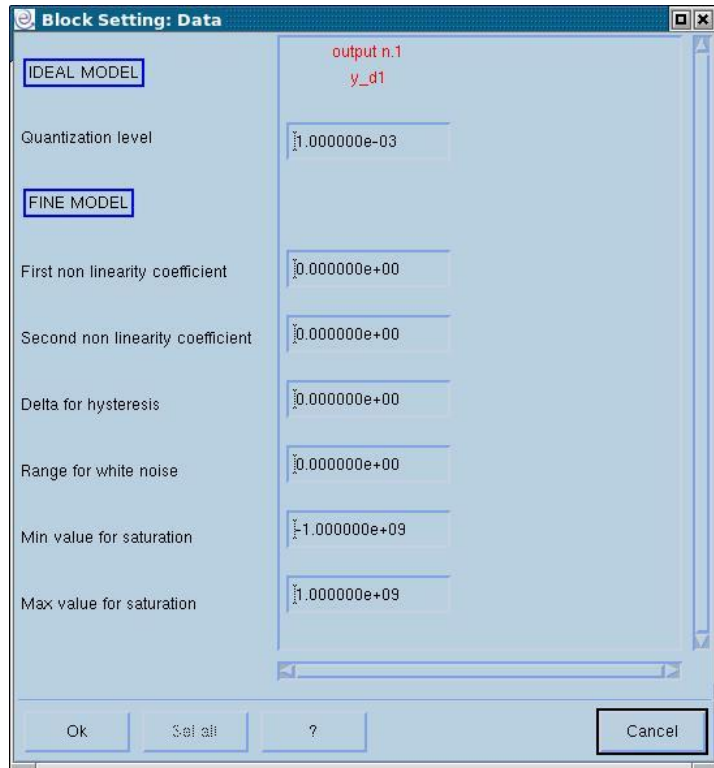 Block Setting: Data
output n.1
IDEAL MODEL
y_d1
Quantization level
1.000000e-03
FINE MODEL
First non linearity coefficient
0.000000e+00
Second non linearity coefficient
0.000000e+00
Delta for hysteresis
0.000000e+00
Range for white noise
0.000000e+00
Min value for saturation
-1.000000e+09
Max value for saturation
1.000000e+09
Ok
Sel all
?
Cancel